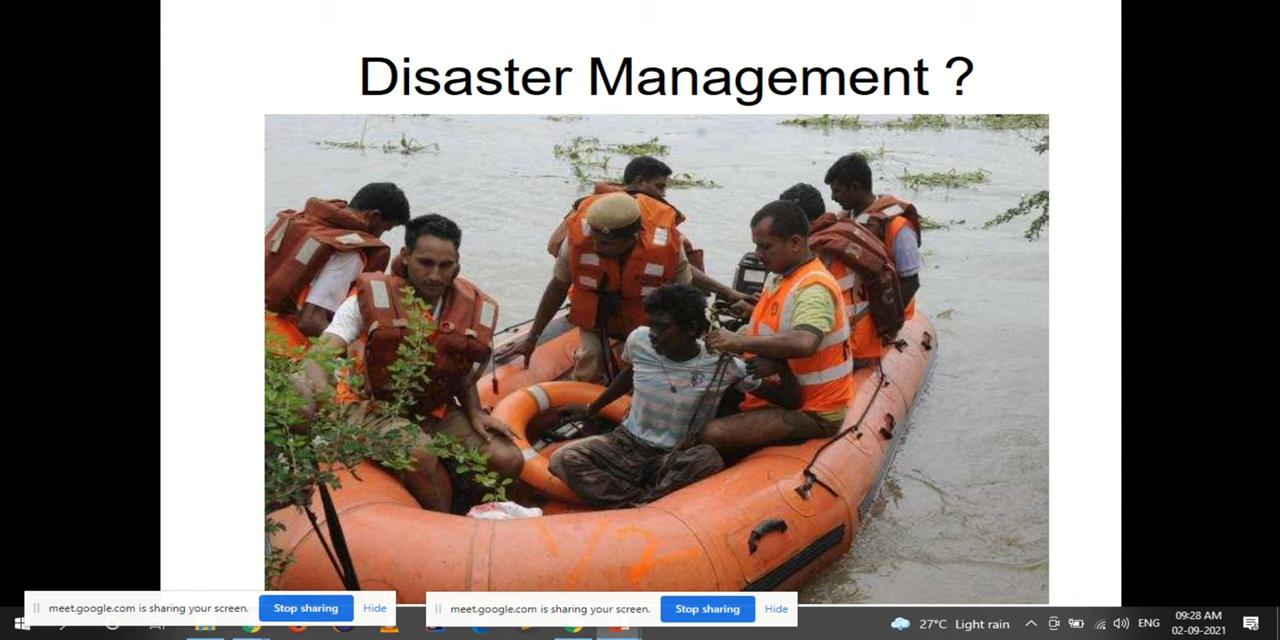 Disaster Management ?
meet.google.com is sharing your screen. Stop sharing Hide
meet.google.com is sharing your screen. Stop sharing Hide
27°C Light rain ENG 09:28 AM
02-09-2021